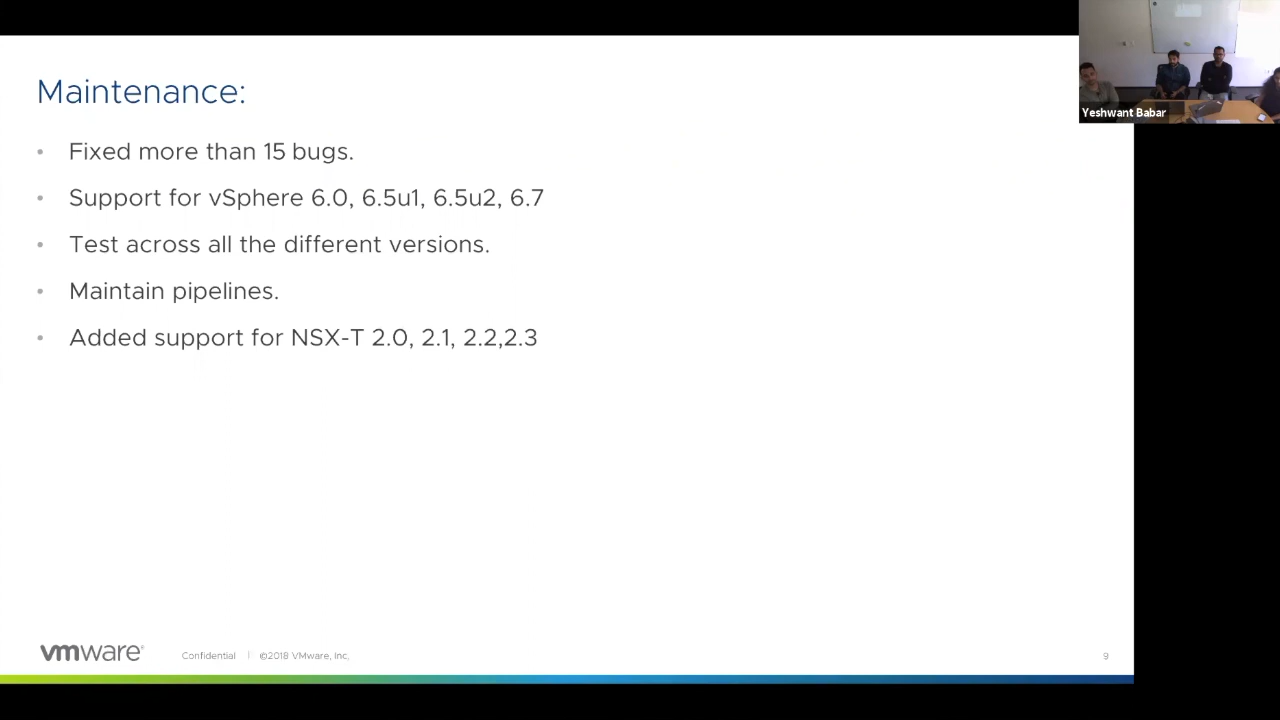 Maintenance:
• Fixed more than 15 bugs.
• Support for vSphere 6.0, 6.5u1, 6.5u2, 6.7
• Test across all the different versions.
• Maintain pipelines.
• Added support for NSX-T 2.0, 2.1, 2.2,2.3
Yeshwant Babar
vmware® Confidential | ©2018 VMware, Inc. 9